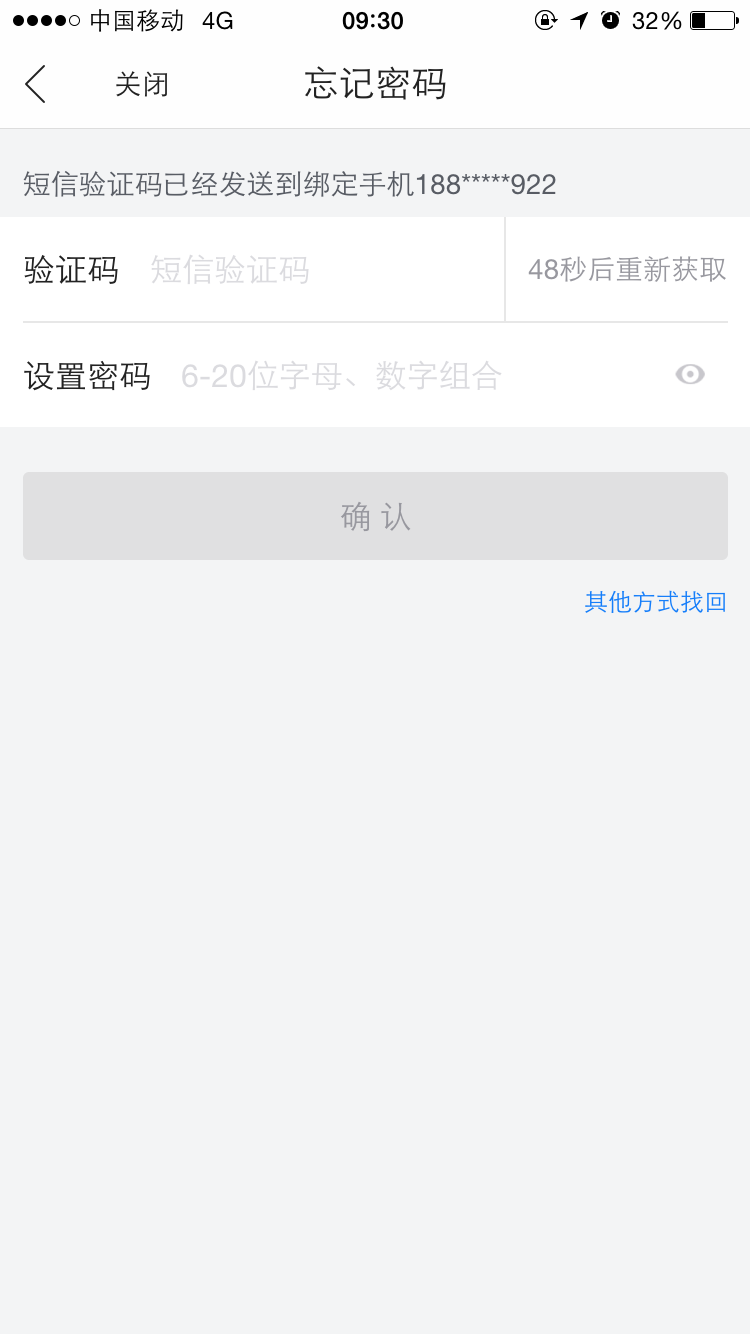 中国移动 4G 09:30 32%
关闭 忘记密码
短信验证码已经发送到绑定手机188*****922
验证码 短信验证码 48秒后重新获取
设置密码 6-20位字母、数字组合
确认
其他方式找回